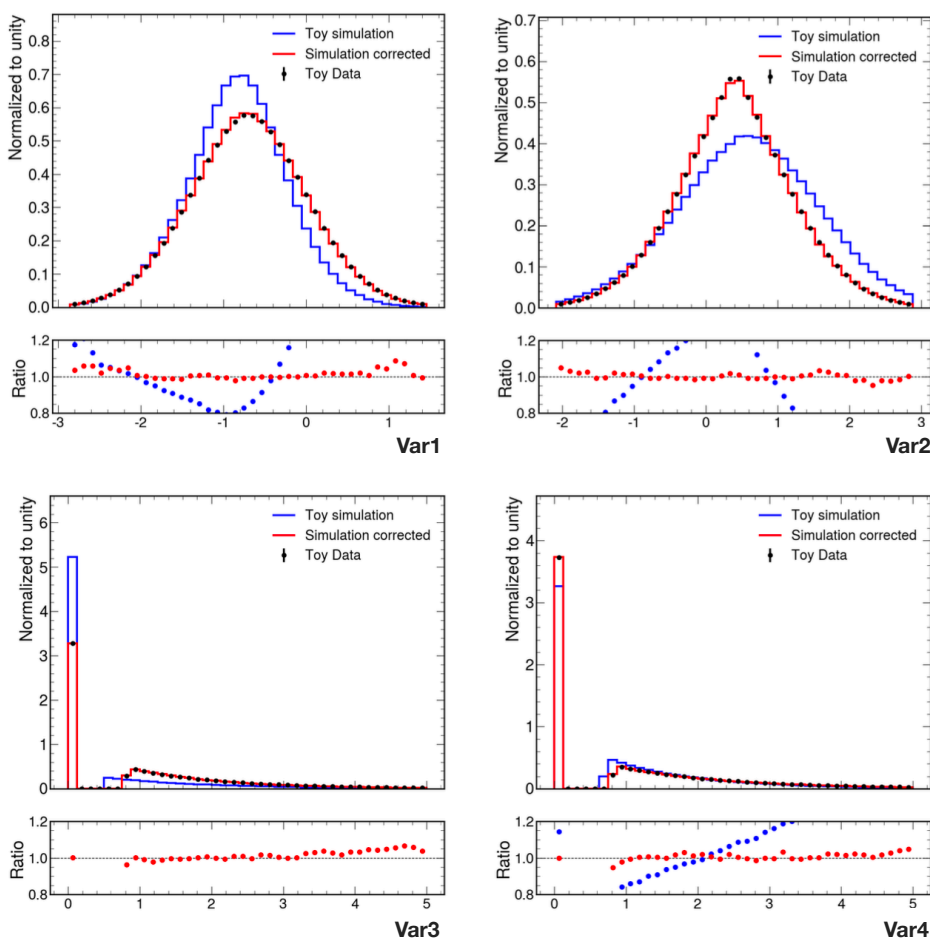 Normalized to unity
0.8
0.7
0.6
0.5
0.4
0.3
0.2
0.1
0.0
Toy simulation
Simulation corrected
Toy Data
Ratio
1.2
1.0
0.8
-3 -2 -1 0 1
Var1
Normalized to unity
0.7
0.6
0.5
0.4
0.3
0.2
0.1
0.0
Toy simulation
Simulation corrected
Toy Data
Ratio
1.2
1.0
0.8
-2 -1 0 1 2 3
Var2
Normalized to unity
6
5
4
3
2
1
0
Toy simulation
Simulation corrected
Toy Data
Ratio
1.2
1.0
0.8
0 1 2 3 4 5
Var3
Normalized to unity
4
3
2
1
0
Toy simulation
Simulation corrected
Toy Data
Ratio
1.2
1.0
0.8
0 1 2 3 4 5
Var4